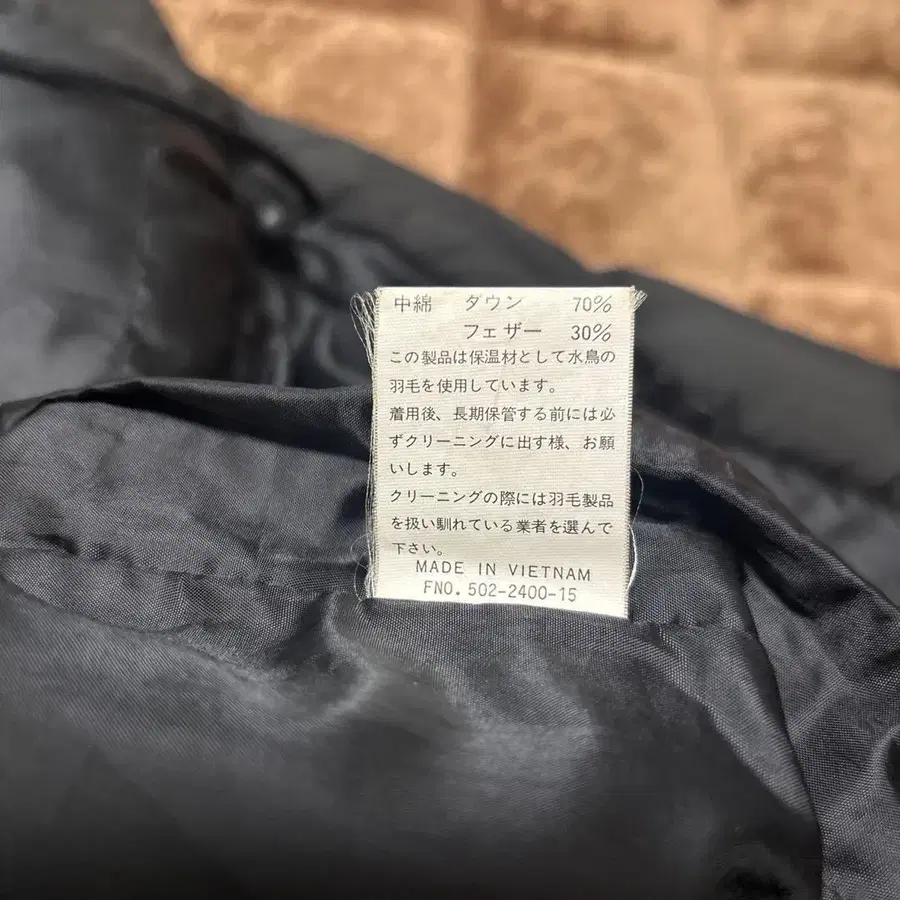 中綿 ダウン 70%
フェザー 30%
この製品は保温材として水鳥の
羽毛を使用しています。
着用後、長期保管する前には必
ずクリーニングに出す様、お願
いします。
クリーニングの際には羽毛製品
を扱い馴れている業者を選んで
下さい。
MADE IN VIETNAM
FNO. 502-2400-15